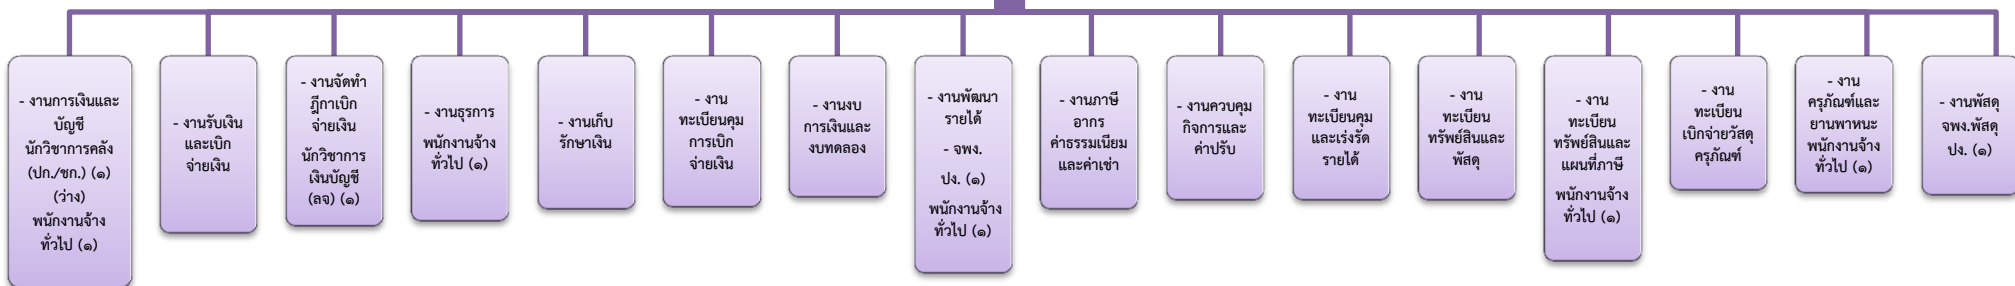 - งานการเงินและ
บัญชี
นักวิชาการคลัง
(ปก./ชก.) (๑)
(ว่าง)
พนักงานจ้าง
ทั่วไป (๑)
- งานรับเงิน
และเบิก
จ่ายเงิน
- งานจัดทำ
ฎีกาเบิก
จ่ายเงิน
นักวิชาการ
เงินบัญชี
(ลจ) (๑)
- งานธุรการ
พนักงานจ้าง
ทั่วไป (๑)
- งานเก็บ
รักษาเงิน
- งาน
ทะเบียนคุม
การเบิก
จ่ายเงิน
- งานงบ
การเงินและ
งบทดลอง
- งานพัฒนา
รายได้
- จพง.
ปง. (๑)
พนักงานจ้าง
ทั่วไป (๑)
- งานภาษี
อากร
ค่าธรรมเนียม
และค่าเช่า
- งานควบคุม
กิจการและ
ค่าปรับ
- งาน
ทะเบียนคุม
และเร่งรัด
รายได้
- งาน
ทะเบียน
ทรัพย์สินและ
พัสดุ
- งาน
ทะเบียน
ทรัพย์สินและ
แผนที่ภาษี
พนักงานจ้าง
ทั่วไป (๑)
- งาน
ทะเบียน
เบิกจ่ายวัสดุ
ครุภัณฑ์
- งาน
ครุภัณฑ์และ
ยานพาหนะ
พนักงานจ้าง
ทั่วไป (๑)
- งานพัสดุ
จพง.พัสดุ
ปง. (๑)